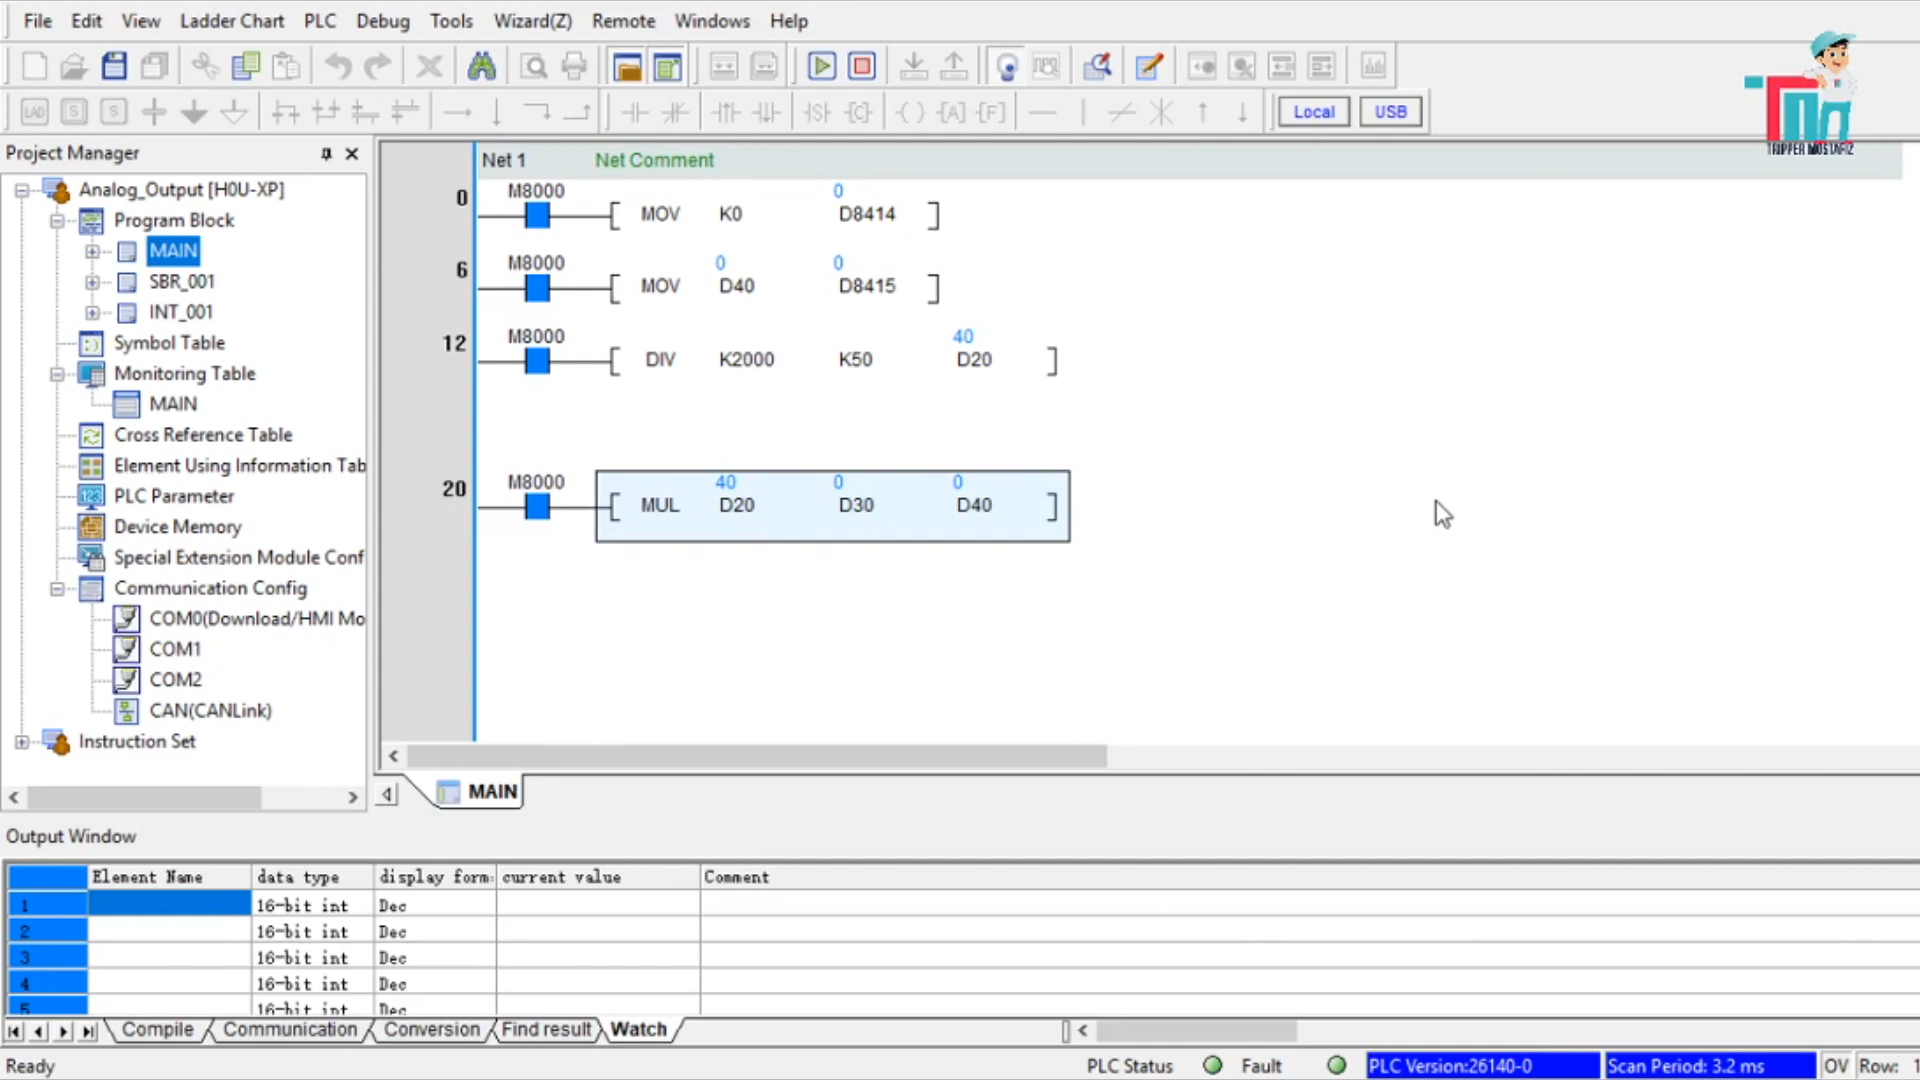 File Edit View Ladder Chart PLC Debug Tools Wizard(Z) Remote Windows Help
LAD S S S C A F Local USB
TRIPPER MOSTAFIZ
Project Manager
Analog_Output [H0U-XP]
Program Block
MAIN
SBR_001
INT_001
Symbol Table
Monitoring Table
MAIN
Cross Reference Table
Element Using Information Tab
PLC Parameter
Device Memory
Special Extension Module Conf
Communication Config
COM0(Download/HMI Mo
COM1
COM2
CAN(CANLink)
Instruction Set
Net 1 Net Comment
M8000 0
0 MOV K0 D8414
M8000 0 0
6 MOV D40 D8415
M8000 40
12 DIV K2000 K50 D20
M8000 40 0 0
20 MUL D20 D30 D40
MAIN
Output Window
Element Name data type display form: current value Comment
1 16-bit int Dec
2 16-bit int Dec
3 16-bit int Dec
4 16-bit int Dec
5 16-bit int Dec
Compile Communication Conversion Find result Watch
Ready PLC Status Fault PLC Version:26140-0 Scan Period: 3.2 ms OV Row: 1